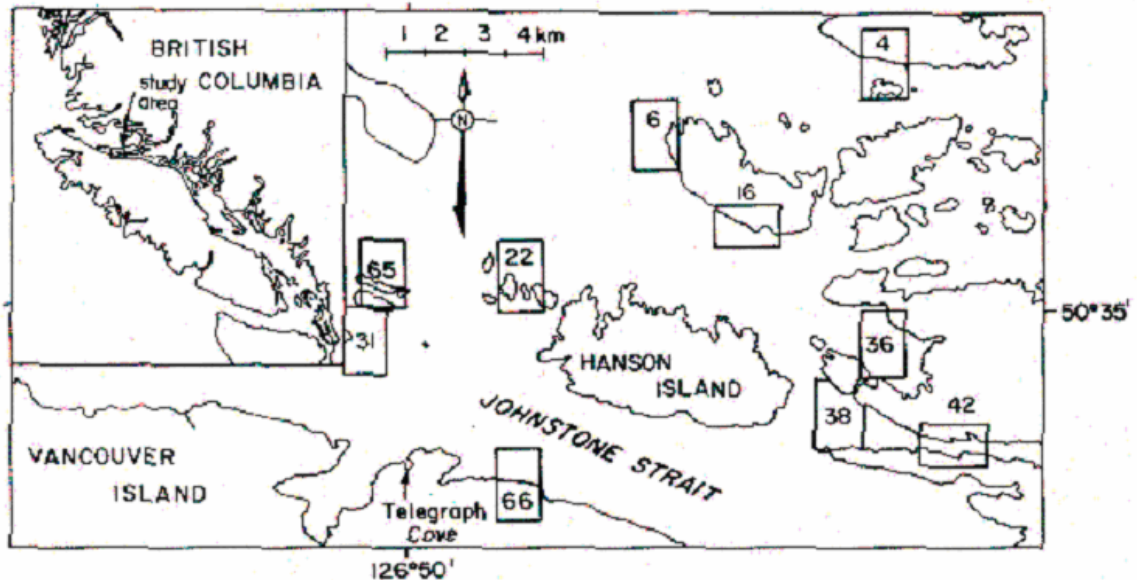 BRITISH
COLUMBIA
study
area
1 2 3 4 km
N
4
6
16
65
22
31
50°35'
36
HANSON
ISLAND
38
42
JOHNSTONE STRAIT
VANCOUVER
ISLAND
66
Telegraph
Cove
126°50'